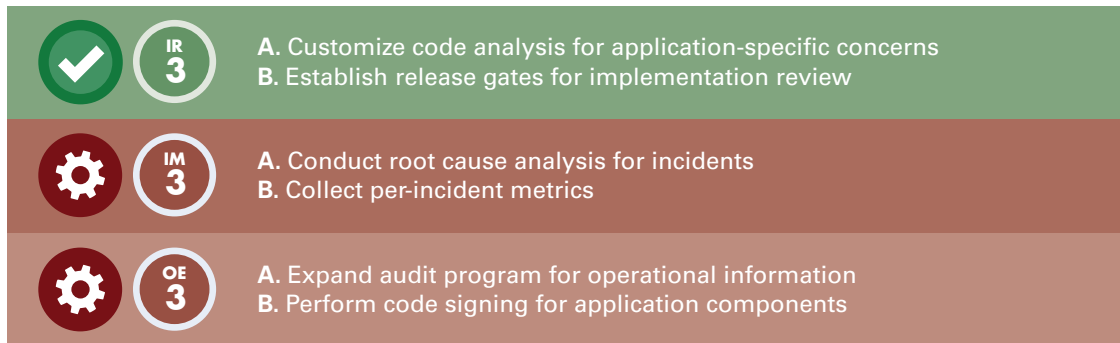 IR
3
A. Customize code analysis for application-specific concerns
B. Establish release gates for implementation review
IM
3
A. Conduct root cause analysis for incidents
B. Collect per-incident metrics
OE
3
A. Expand audit program for operational information
B. Perform code signing for application components